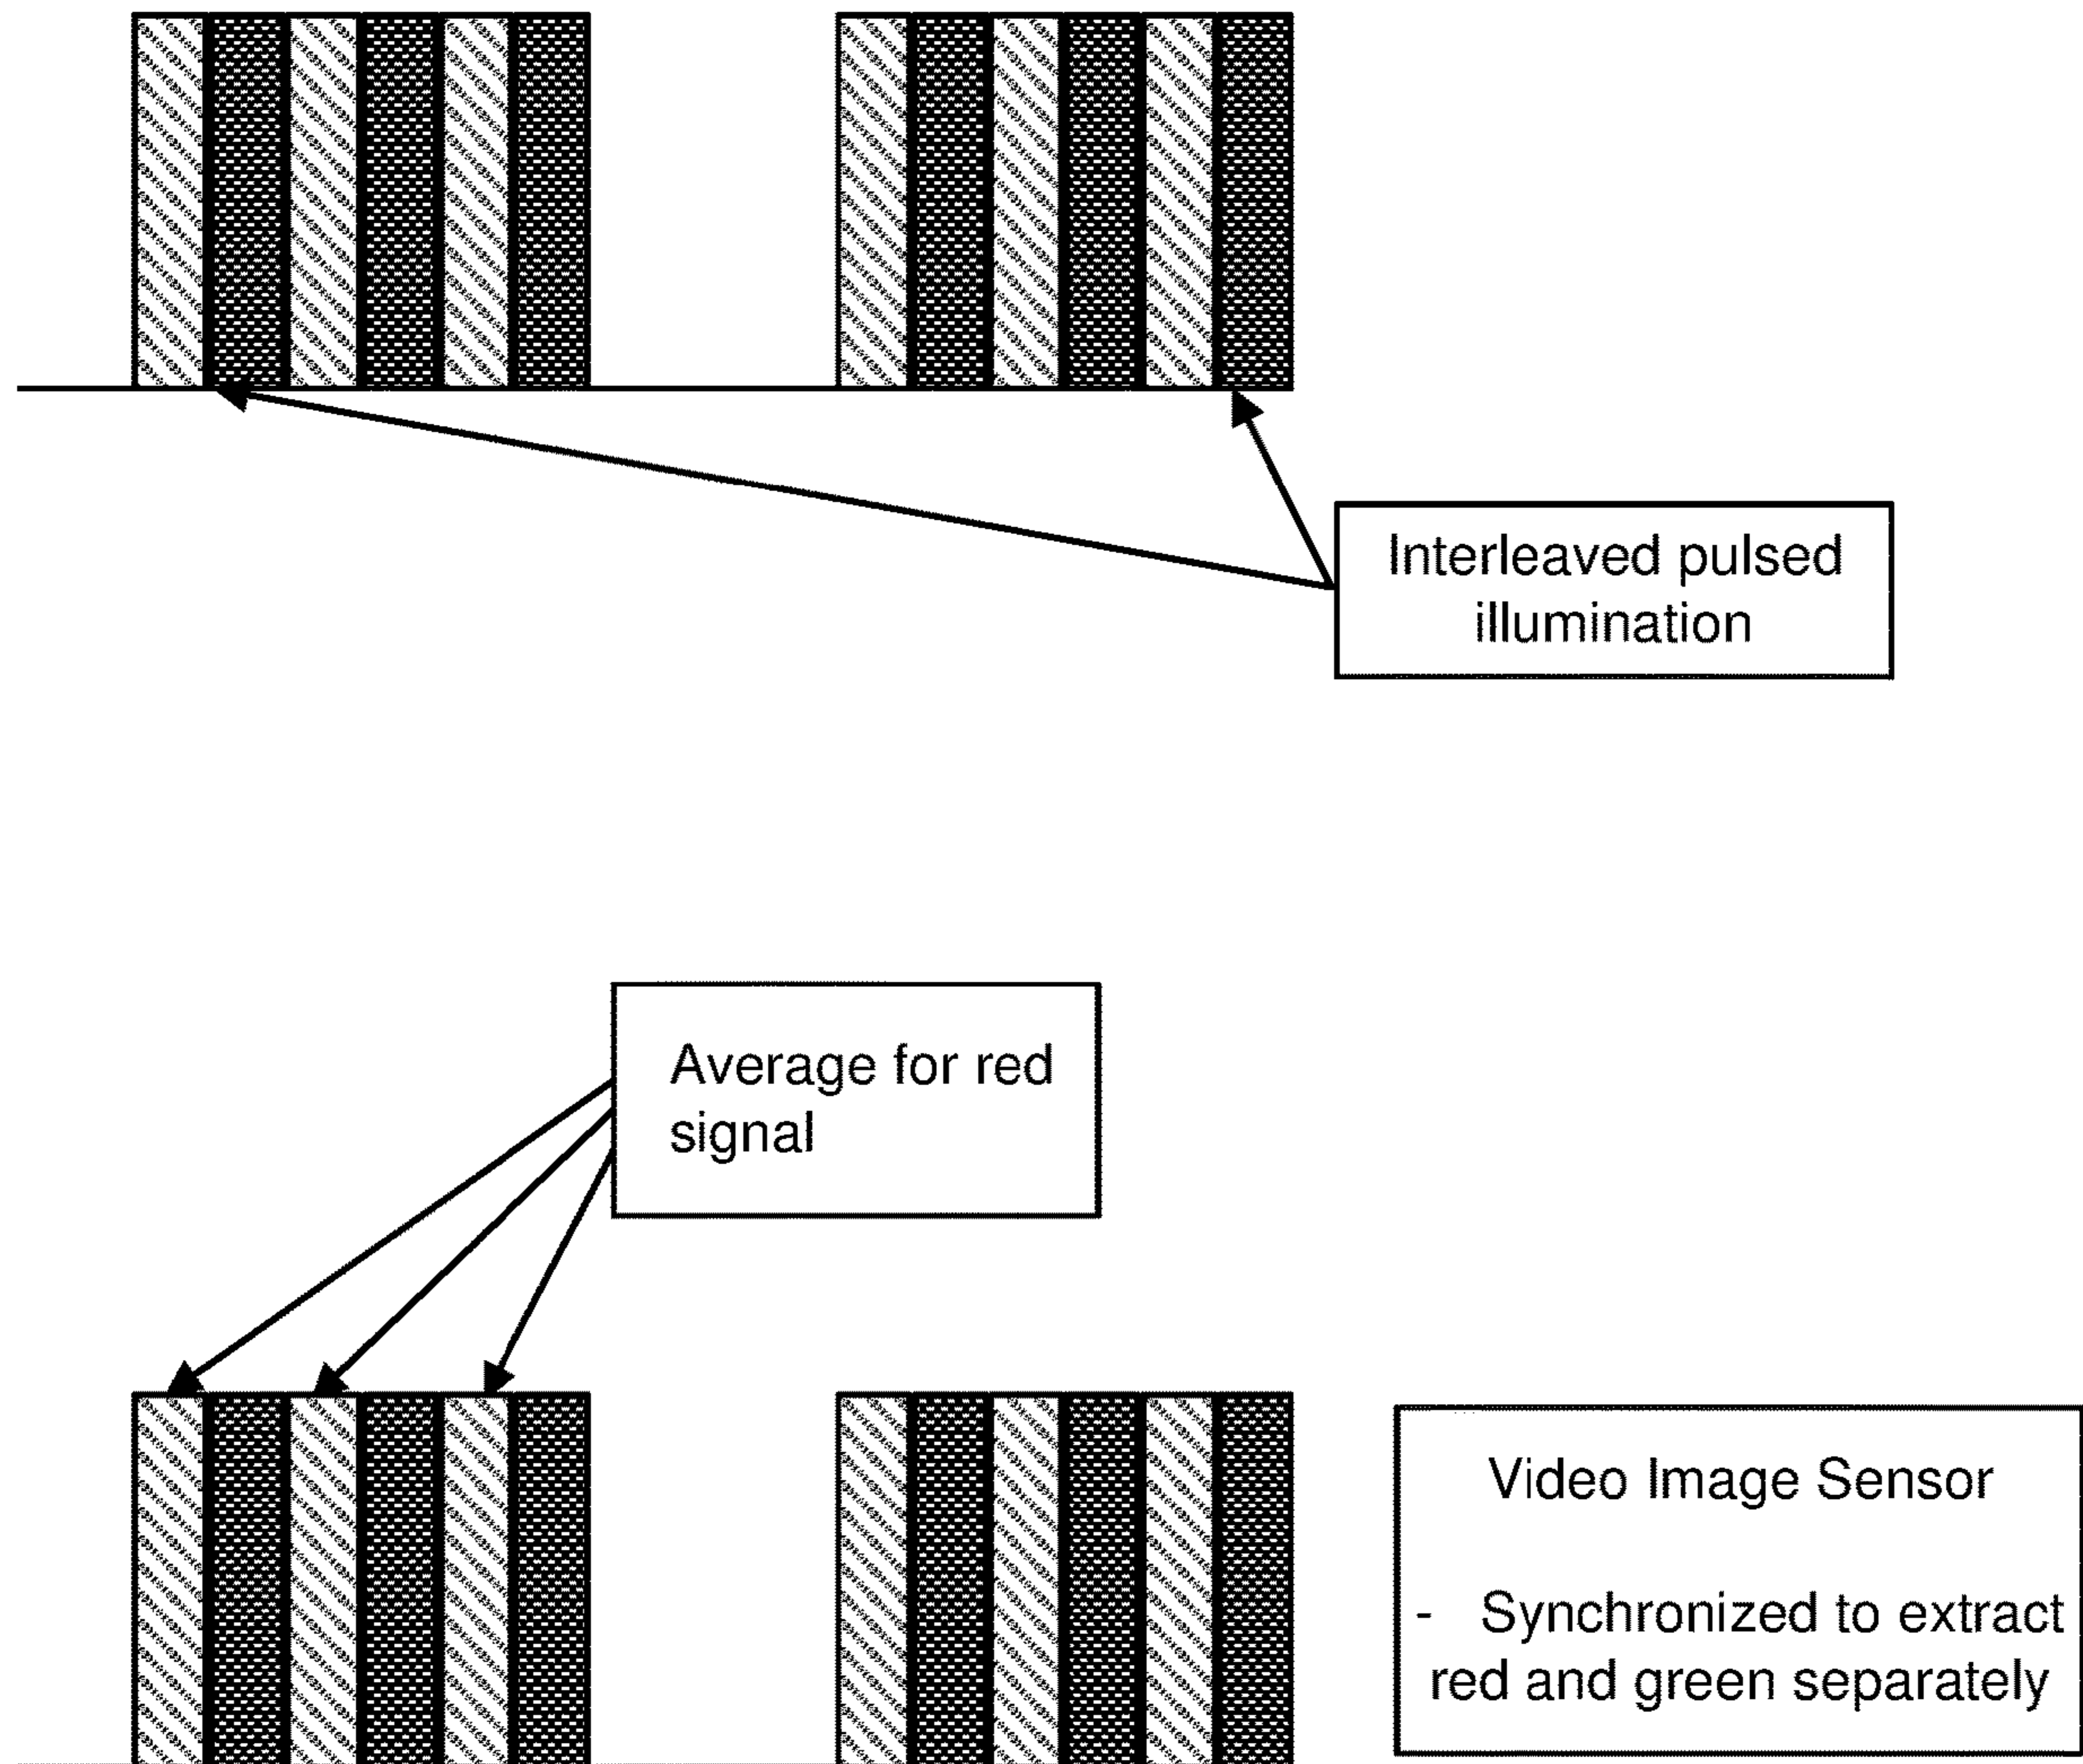 Interleaved pulsed
illumination
Average for red
signal
Video Image Sensor
- Synchronized to extract
red and green separately